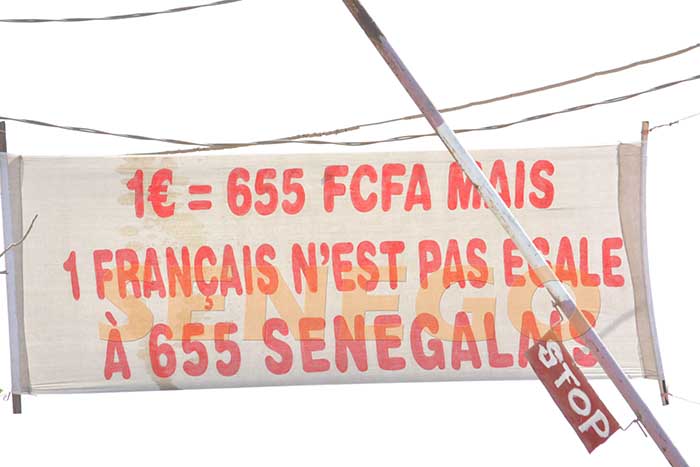 1€ = 655 FCFA MAIS
1 FRANÇAIS N'EST PAS EGALE
À 655 SENEGALAIS
SENEGO
STOP